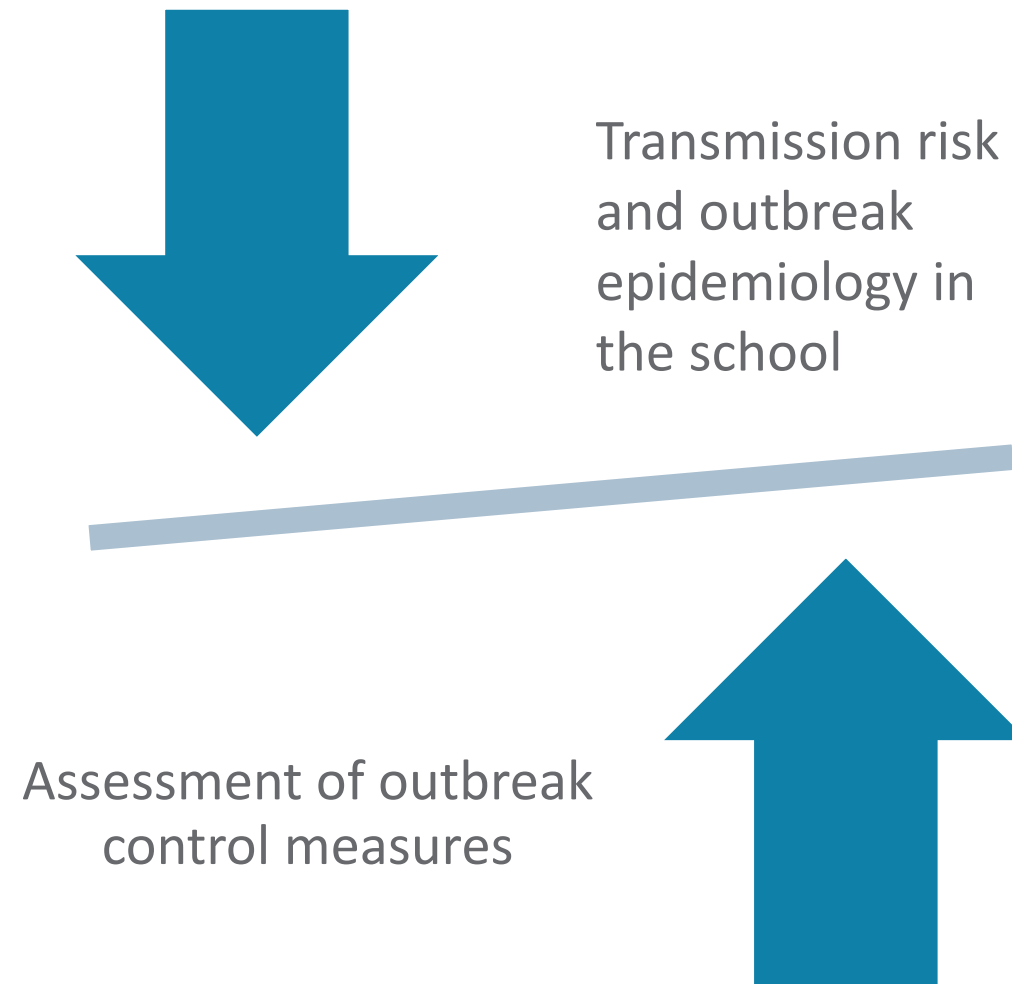 Transmission risk
and outbreak
epidemiology in
the school
Assessment of outbreak
control measures